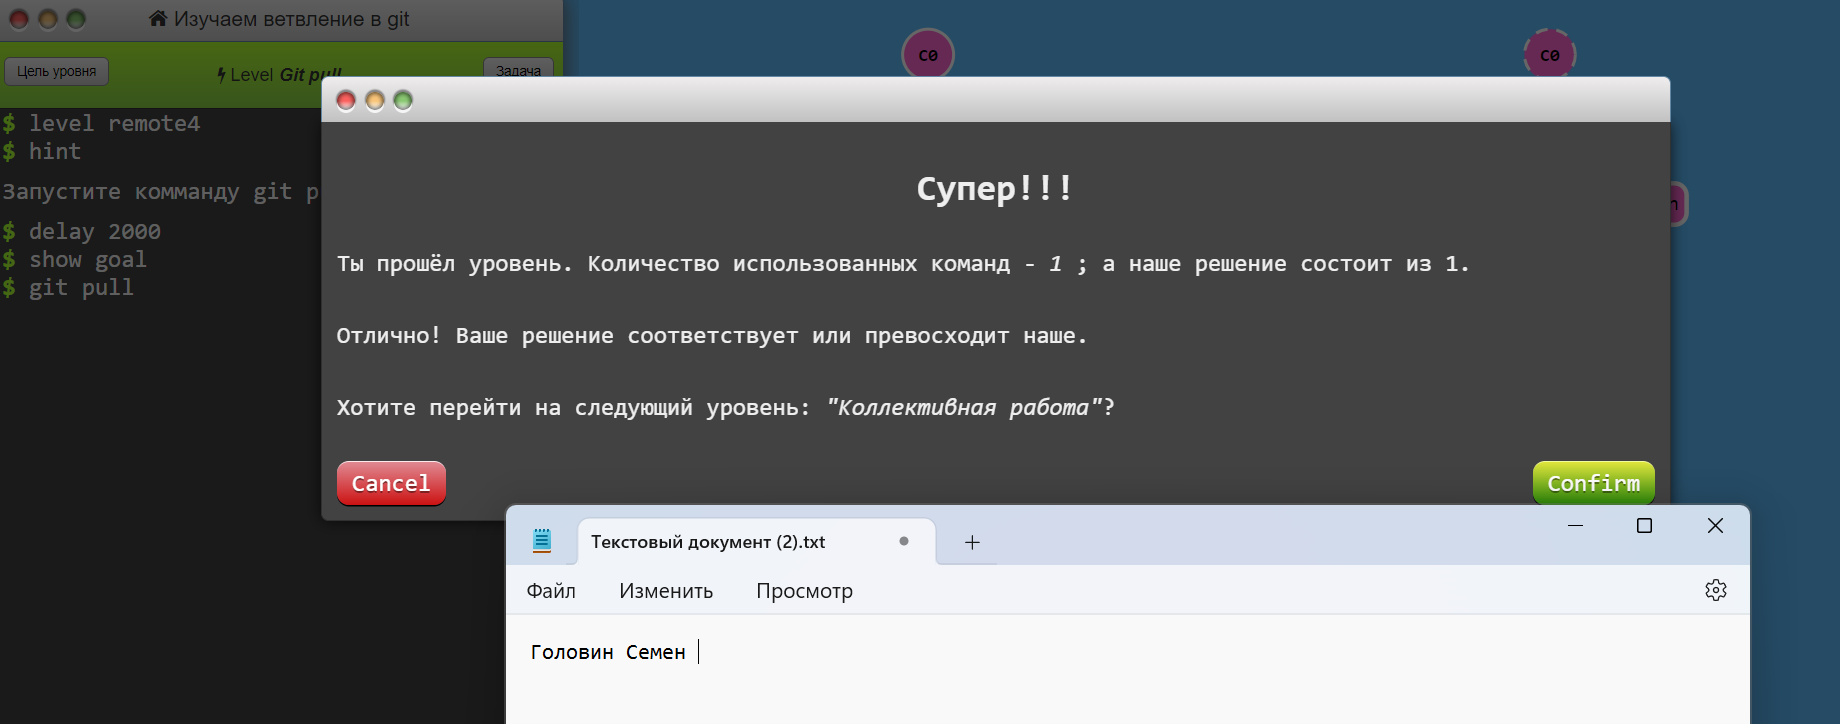 Изучаем ветвление в git
Цель уровня
Level Git pull
Задача
$ level remote4
$ hint
Запустите комманду git p
$ delay 2000
$ show goal
$ git pull
C0
C0
Супер!!!
Ты прошёл уровень. Количество использованных команд - 1 ; а наше решение состоит из 1.
Отлично! Ваше решение соответствует или превосходит наше.
Хотите перейти на следующий уровень: "Коллективная работа"?
Cancel
Confirm
Текстовый документ (2).txt
Файл
Изменить
Просмотр
Головин Семен